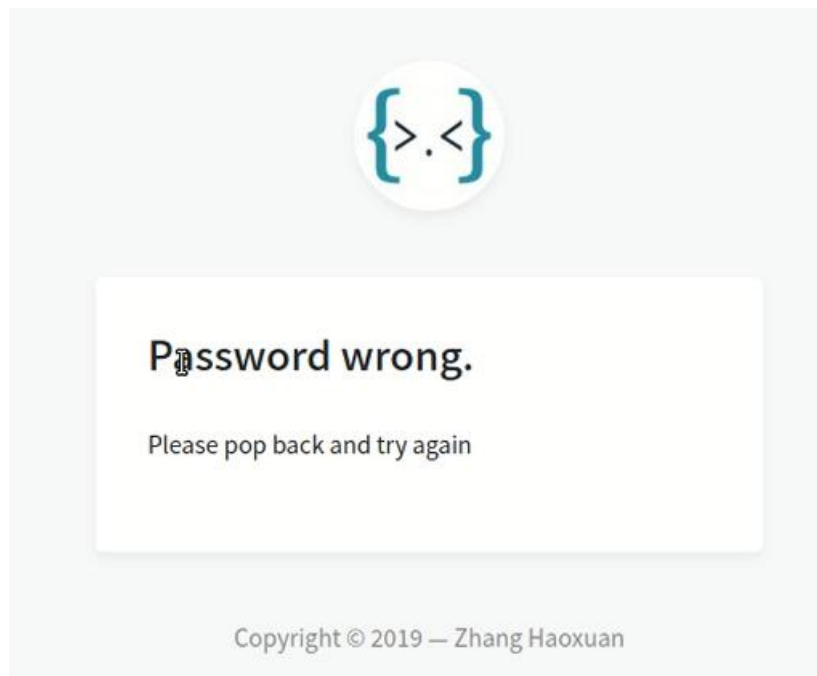 {>.<}
Password wrong.
Please pop back and try again
Copyright © 2019 — Zhang Haoxuan